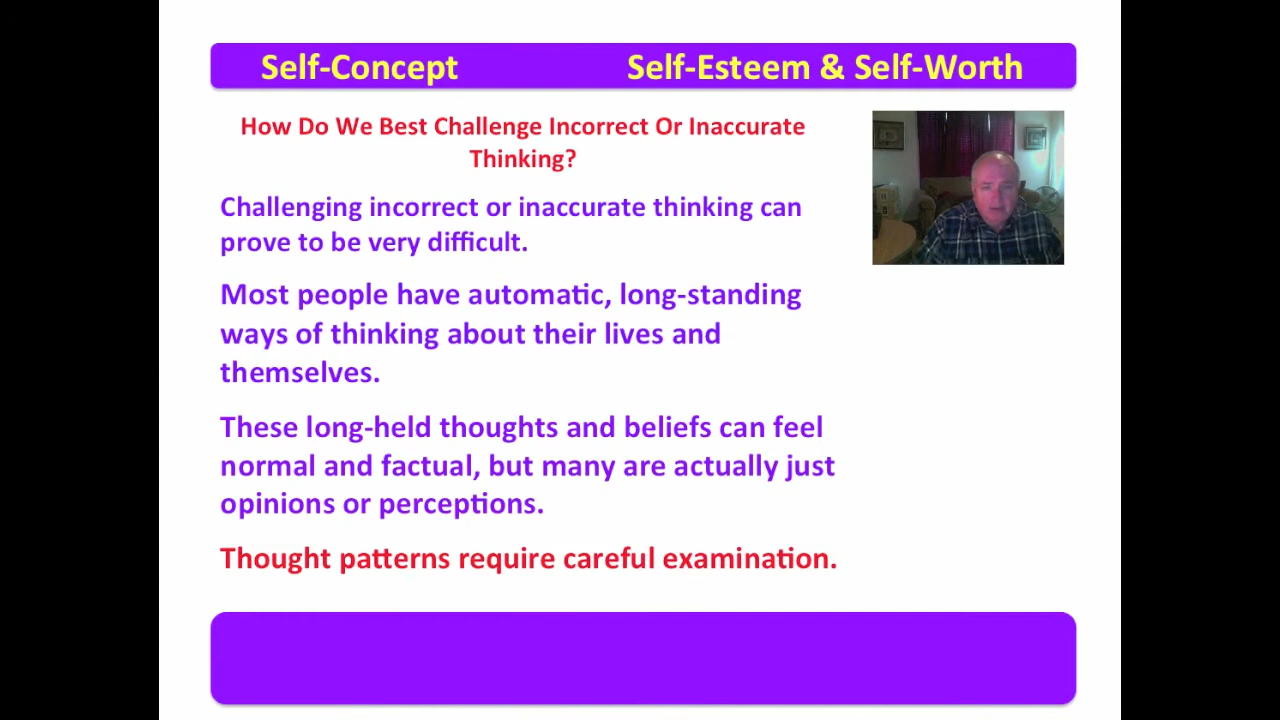 Self-Concept Self-Esteem & Self-Worth
How Do We Best Challenge Incorrect Or Inaccurate
Thinking?
Challenging incorrect or inaccurate thinking can
prove to be very difficult.
Most people have automatic, long-standing
ways of thinking about their lives and
themselves.
These long-held thoughts and beliefs can feel
normal and factual, but many are actually just
opinions or perceptions.
Thought patterns require careful examination.